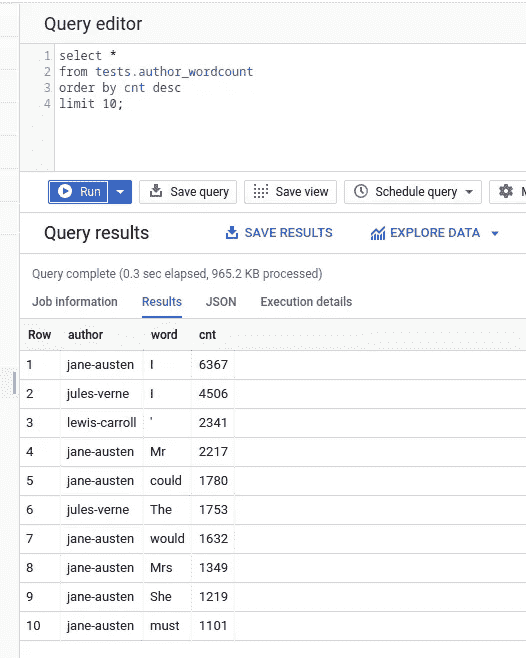 Query editor
1 select *
2 from tests.author_wordcount
3 order by cnt desc
4 limit 10;
Run Save query Save view Schedule query
Query results SAVE RESULTS EXPLORE DATA
Query complete (0.3 sec elapsed, 965.2 KB processed)
Job information Results JSON Execution details
Row author word cnt
1 jane-austen I 6367
2 jules-verne I 4506
3 lewis-carroll ' 2341
4 jane-austen Mr 2217
5 jane-austen could 1780
6 jules-verne The 1753
7 jane-austen would 1632
8 jane-austen Mrs 1349
9 jane-austen She 1219
10 jane-austen must 1101